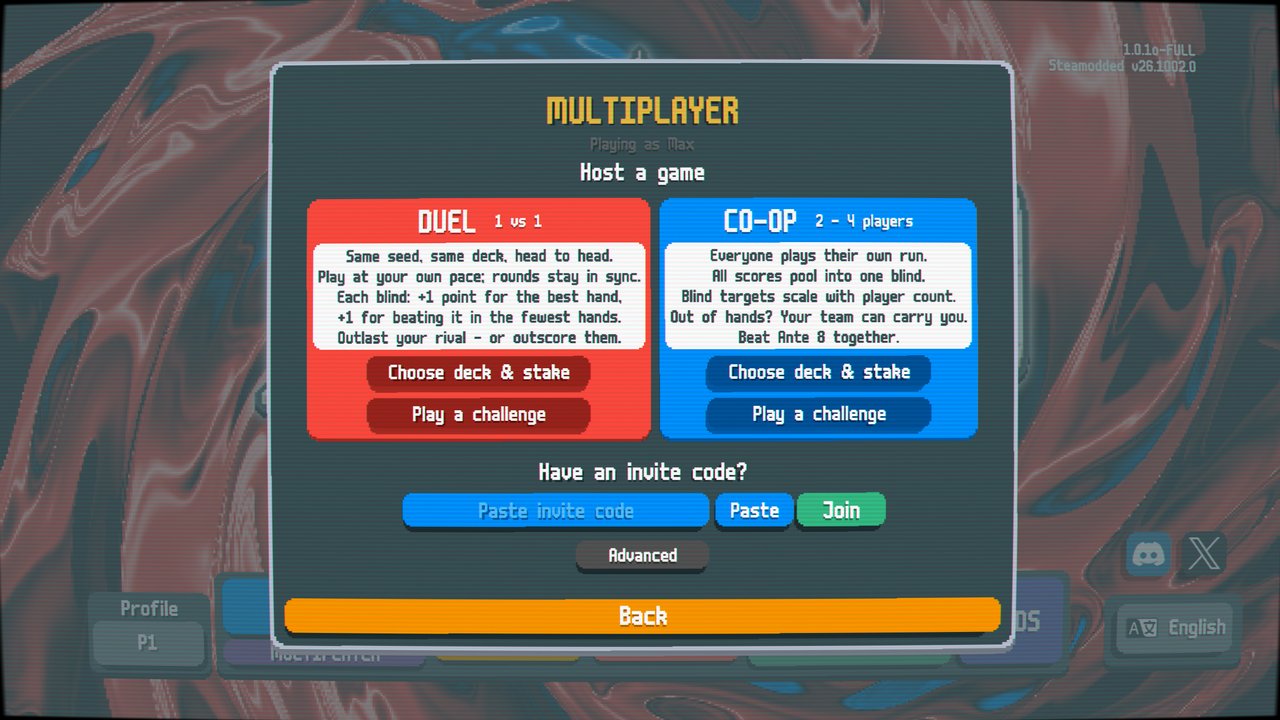 1.0.1o-FULL
Steamodded v26.1002.0
MULTIPLAYER
Playing as Max
Host a game
DUEL 1 vs 1
Same seed, same deck, head to head.
Play at your own pace; rounds stay in sync.
Each blind: +1 point for the best hand,
+1 for beating it in the fewest hands.
Outlast your rival - or outscore them.
Choose deck & stake
Play a challenge
CO-OP 2 - 4 players
Everyone plays their own run.
All scores pool into one blind.
Blind targets scale with player count.
Out of hands? Your team can carry you.
Beat Ante 8 together.
Choose deck & stake
Play a challenge
Have an invite code?
Paste invite code Paste Join
Advanced
Back
Profile
P1
MULTIPLAYER
DS
English